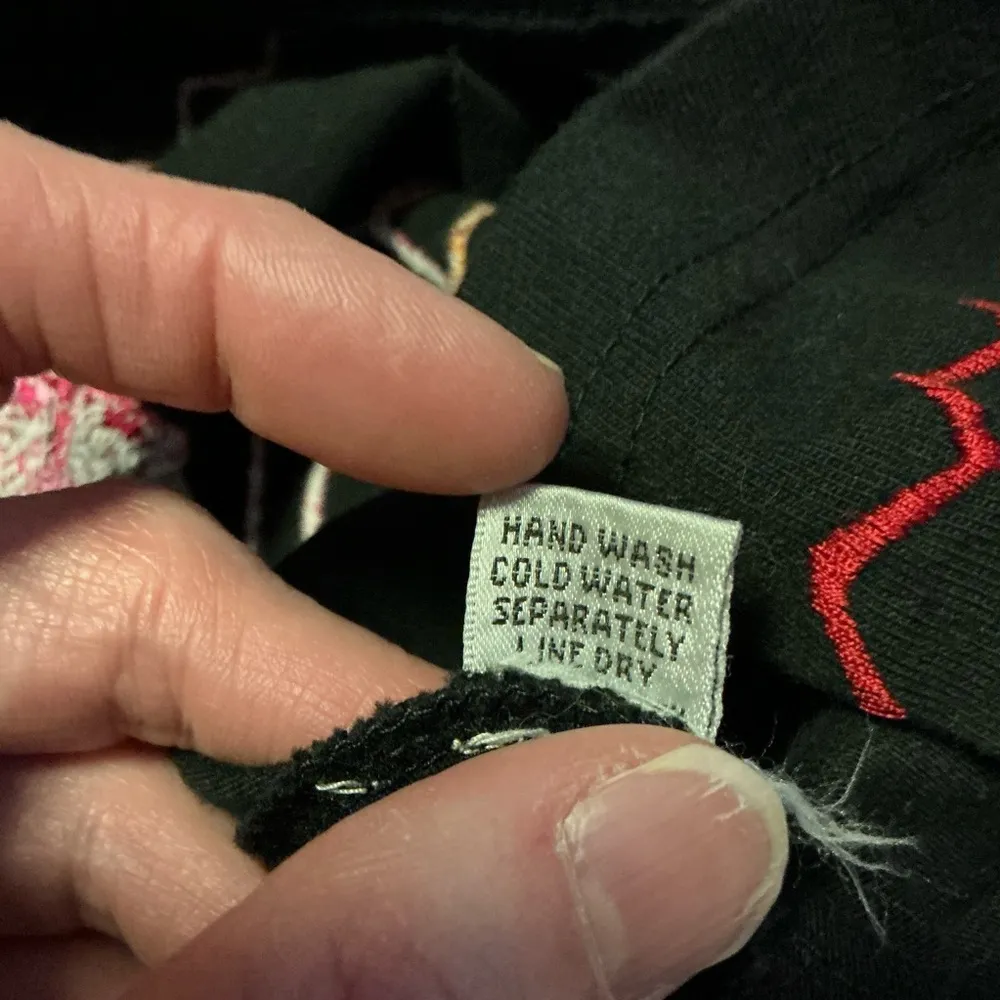 HAND WASH
COLD WATER
SEPARATELY
LINE DRY